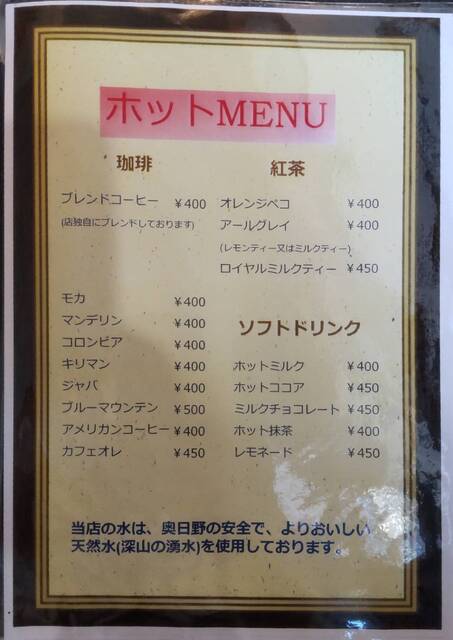 ホットMENU
珈琲
ブレンドコーヒー ￥400
(店独自にブレンドしております)
モカ ￥400
マンデリン ￥400
コロンビア ￥400
キリマン ￥400
ジャバ ￥400
ブルーマウンテン ￥500
アメリカンコーヒー ￥400
カフェオレ ￥450
紅茶
オレンジペコ ￥400
アールグレイ ￥400
(レモンティー又はミルクティー)
ロイヤルミルクティー ￥450
ソフトドリンク
ホットミルク ￥400
ホットココア ￥450
ミルクチョコレート ￥450
ホット抹茶 ￥400
レモネード ￥450
当店の水は、奥日野の安全で、よりおいしい
天然水(深山の湧水)を使用しております。